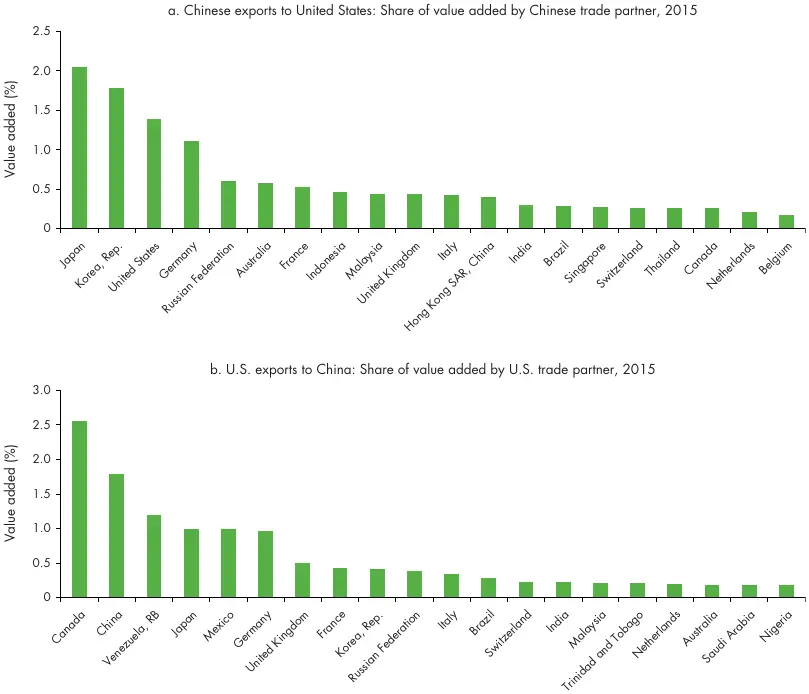 a. Chinese exports to United States: Share of value added by Chinese trade partner, 2015
Value added (%)
2.5
2.0
1.5
1.0
0.5
0
Japan
Korea, Rep.
United States
Germany
Russian Federation
Australia
France
Indonesia
Malaysia
United Kingdom
Italy
Hong Kong SAR, China
India
Brazil
Singapore
Switzerland
Thailand
Canada
Netherlands
Belgium
b. U.S. exports to China: Share of value added by U.S. trade partner, 2015
Value added (%)
3.0
2.5
2.0
1.5
1.0
0.5
0
Canada
China
Venezuela, RB
Japan
Mexico
Germany
United Kingdom
France
Korea, Rep.
Russian Federation
Italy
Brazil
Switzerland
India
Malaysia
Trinidad and Tobago
Netherlands
Australia
Saudi Arabia
Nigeria